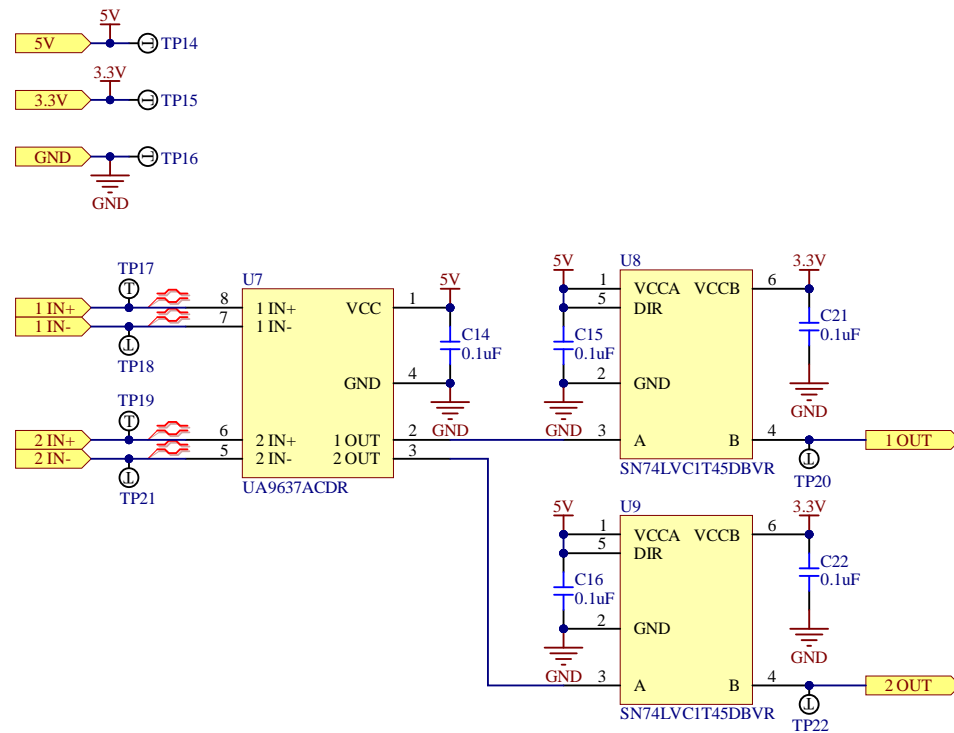 5V
5V
TP14
3.3V
3.3V
TP15
GND
TP16
GND
TP17
1 IN+
1 IN-
TP18
TP19
2 IN+
2 IN-
TP21
U7
8
1 IN+
VCC
1
7
1 IN-
GND
4
6
2 IN+
1 OUT
2
5
2 IN-
2 OUT
3
UA9637ACDR
5V
C14
0.1uF
GND
5V
C15
0.1uF
GND
U8
1
VCCA
VCCB
6
5
DIR
2
GND
3
A
B
4
SN74LVC1T45DBVR
3.3V
C21
0.1uF
GND
1 OUT
TP20
5V
C16
0.1uF
GND
U9
1
VCCA
VCCB
6
5
DIR
2
GND
3
A
B
4
SN74LVC1T45DBVR
3.3V
C22
0.1uF
GND
2 OUT
TP22